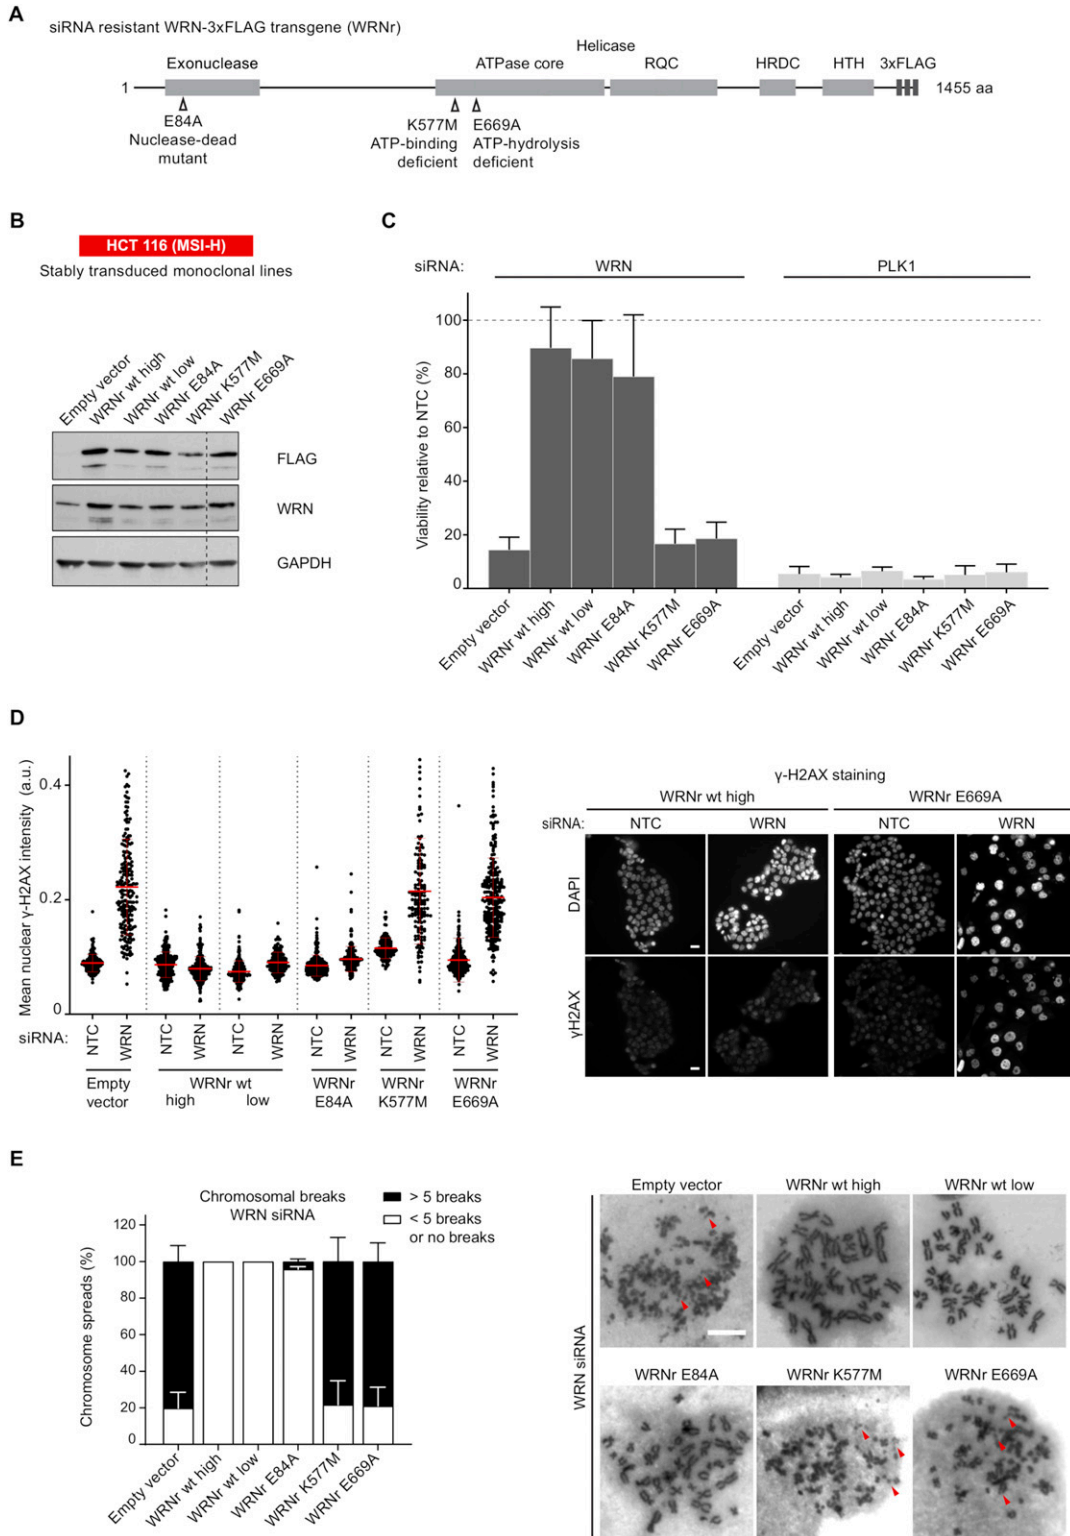 A
siRNA resistant WRN-3xFLAG transgene (WRNr)
Helicase
Exonuclease
ATPase core
RQC
HRDC
HTH
3xFLAG
1
1455 aa
E84A
Nuclease-dead
mutant
K577M
ATP-binding
deficient
E669A
ATP-hydrolysis
deficient
B
HCT 116 (MSI-H)
Stably transduced monoclonal lines
Empty vector
WRNr wt high
WRNr wt low
WRNr E84A
WRNr K577M
WRNr E669A
FLAG
WRN
GAPDH
C
siRNA:
WRN
PLK1
Viability relative to NTC (%)
100
80
60
40
20
0
Empty vector
WRNr wt high
WRNr wt low
WRNr E84A
WRNr K577M
WRNr E669A
Empty vector
WRNr wt high
WRNr wt low
WRNr E84A
WRNr K577M
WRNr E669A
D
Mean nuclear γ-H2AX intensity (a.u.)
0.4
0.2
0
siRNA:
NTC
WRN
NTC
WRN
NTC
WRN
NTC
WRN
NTC
WRN
NTC
WRN
Empty
vector
WRNr wt
high
low
WRNr
E84A
WRNr
K577M
WRNr
E669A
γ-H2AX staining
WRNr wt high
WRNr E669A
siRNA:
NTC
WRN
NTC
WRN
DAPI
γH2AX
E
Chromosomal breaks
WRN siRNA
> 5 breaks
< 5 breaks
or no breaks
Chromosome spreads (%)
120
100
80
60
40
20
0
Empty vector
WRNr wt high
WRNr wt low
WRNr E84A
WRNr K577M
WRNr E669A
WRN siRNA
Empty vector
WRNr wt high
WRNr wt low
WRNr E84A
WRNr K577M
WRNr E669A